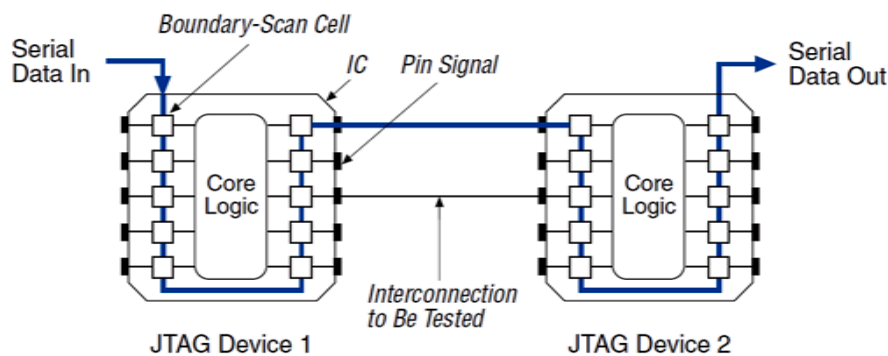 Boundary-Scan Cell
Serial
Data In
IC
Pin Signal
Serial
Data Out
Core
Logic
Core
Logic
Interconnection
to Be Tested
JTAG Device 1
JTAG Device 2